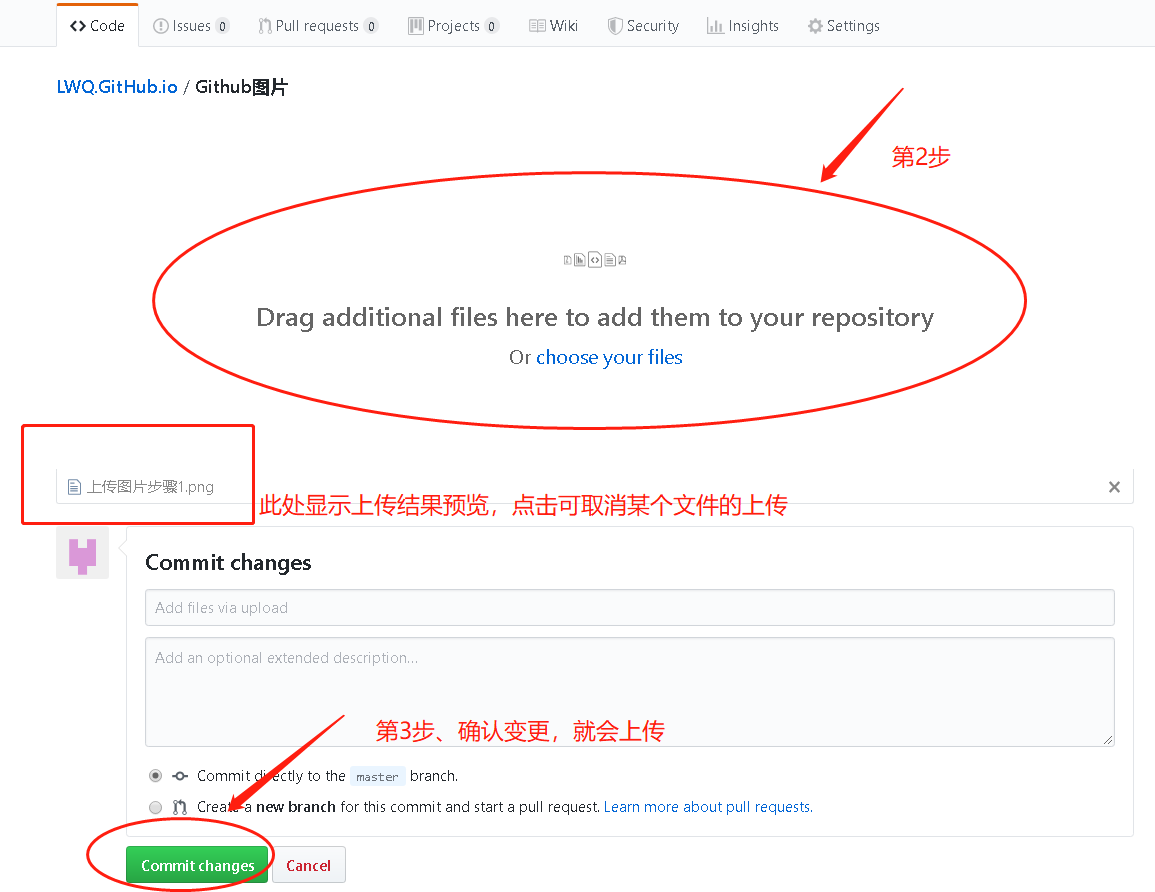 Code Issues 0 Pull requests 0 Projects 0 Wiki Security Insights Settings
LWQ.GitHub.io / Github图片
第2步
Drag additional files here to add them to your repository
Or choose your files
上传图片步骤1.png
此处显示上传结果预览，点击可取消某个文件的上传
Commit changes
Add files via upload
Add an optional extended description...
第3步、确认变更，就会上传
Commit directly to the master branch.
Create a new branch for this commit and start a pull request. Learn more about pull requests.
Commit changes Cancel